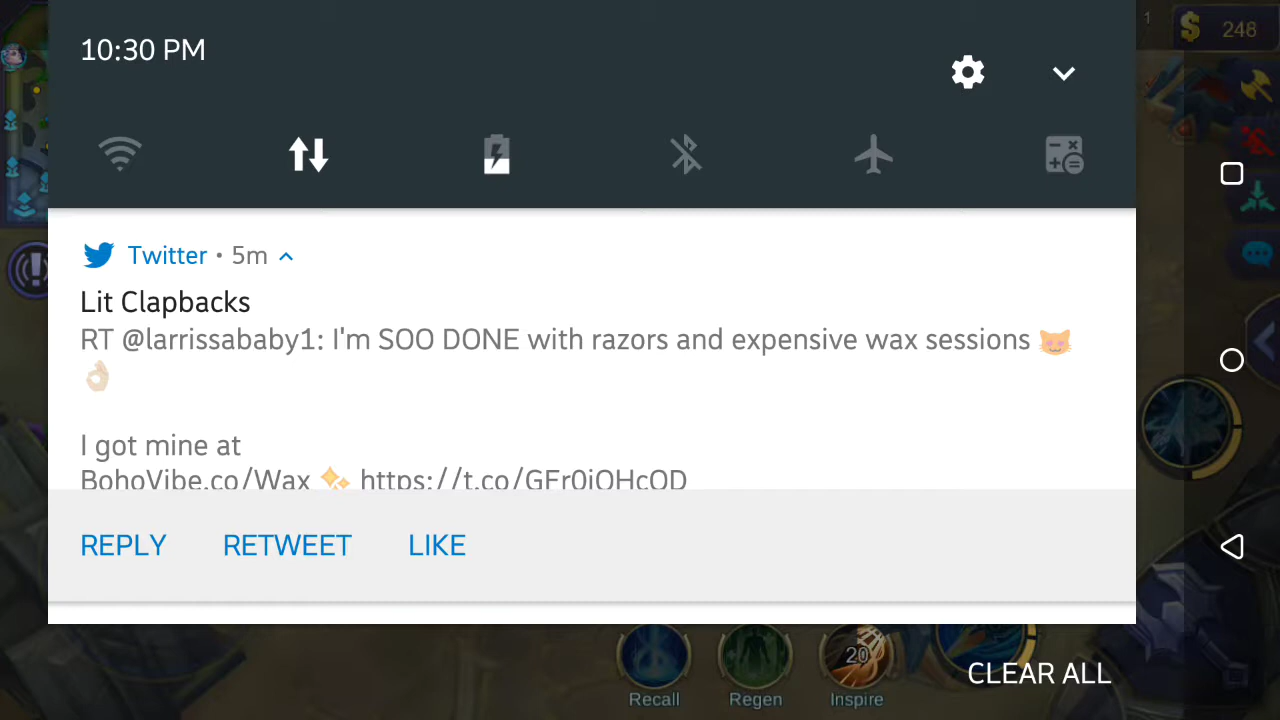 1
$ 248
10:30 PM
Twitter • 5m
Lit Clapbacks
RT @larrissababy1: I'm SOO DONE with razors and expensive wax sessions 😻
👌🏼
I got mine at
BohoVibe.co/Wax ✨ https://t.co/GFr0iOHcOD
REPLY RETWEET LIKE
20
Recall Regen Inspire
CLEAR ALL